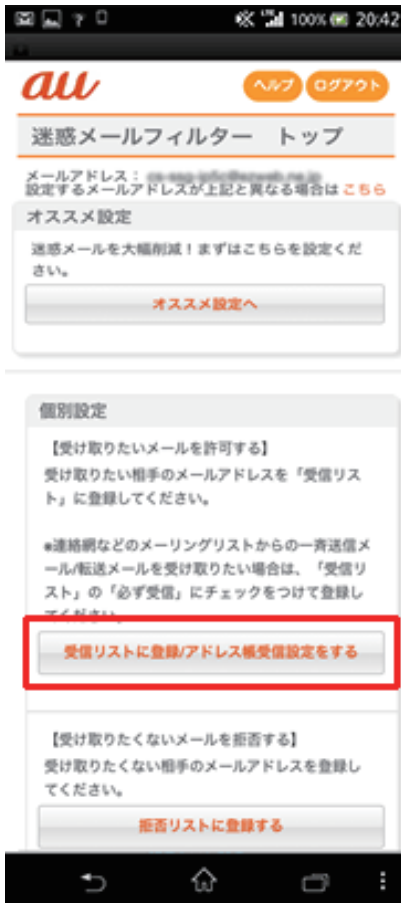 100% 20:42
au
ヘルプ ログアウト
迷惑メールフィルター トップ
メールアドレス：
設定するメールアドレスが上記と異なる場合は こちら
オススメ設定
迷惑メールを大幅削減！まずはこちらを設定くだ
さい。
オススメ設定へ
個別設定
【受け取りたいメールを許可する】
受け取りたい相手のメールアドレスを「受信リス
ト」に登録してください。
※連絡網などのメーリングリストからの一斉送信メ
ール/転送メールを受け取りたい場合は、「受信リ
スト」の「必ず受信」にチェックをつけて登録し
てください。
受信リストに登録/アドレス帳受信設定をする
【受け取りたくないメールを拒否する】
受け取りたくない相手のメールアドレスを登録し
てください。
拒否リストに登録する